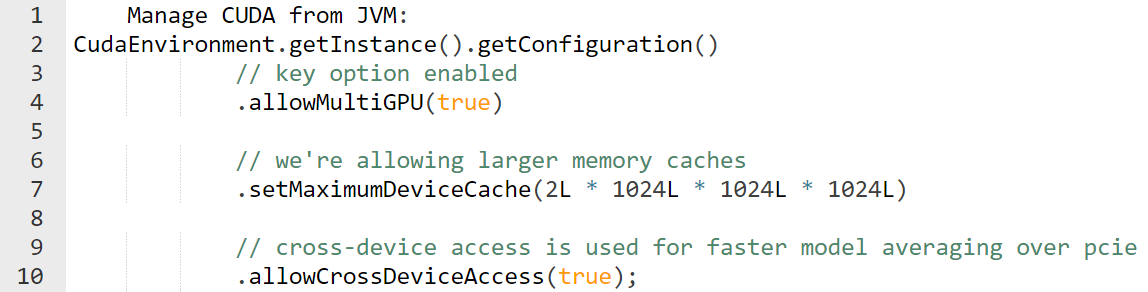 1 Manage CUDA from JVM:
2 CudaEnvironment.getInstance().getConfiguration()
3 // key option enabled
4 .allowMultiGPU(true)
5
6 // we're allowing larger memory caches
7 .setMaximumDeviceCache(2L * 1024L * 1024L * 1024L)
8
9 // cross-device access is used for faster model averaging over pcie
10 .allowCrossDeviceAccess(true);